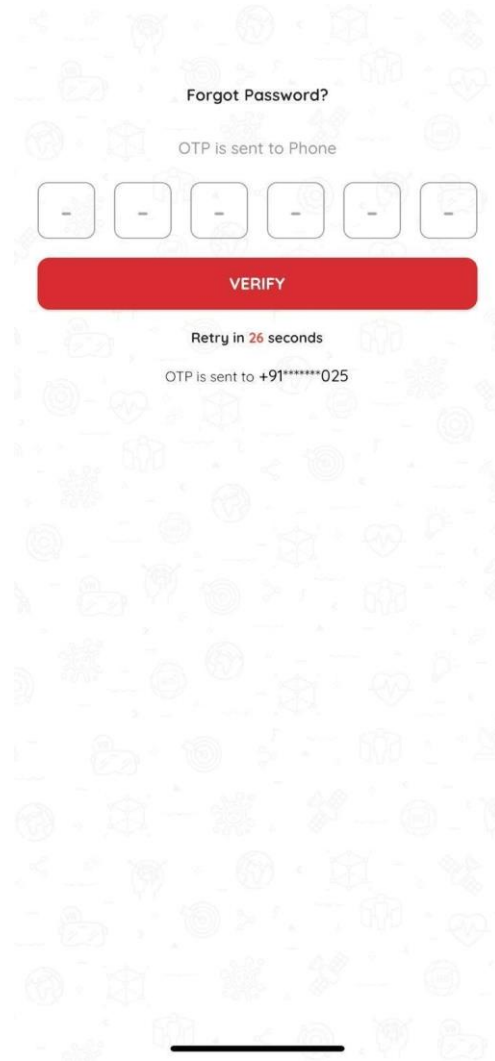 Forgot Password?
OTP is sent to Phone
- - - - - -
VERIFY
Retry in 26 seconds
OTP is sent to +91*******025